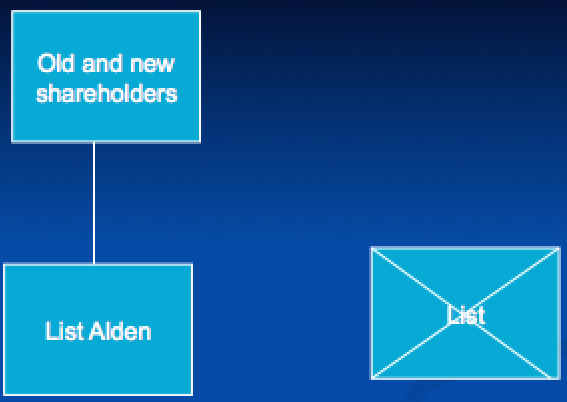 Old and new
shareholders
List Alden
List